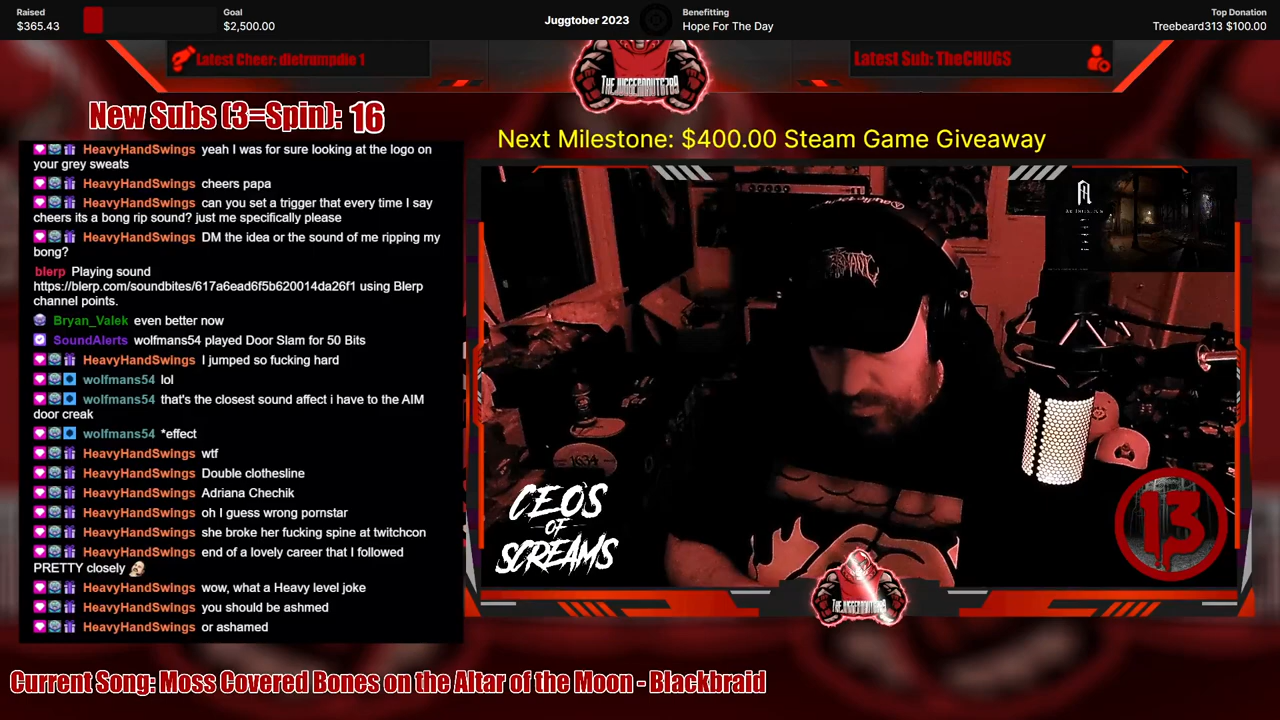 Raised
$365.43
Goal
$2,500.00
Juggtober 2023
Benefitting
Hope For The Day
Top Donation
Treebeard313 $100.00
Latest Cheer: dietrumpdie 1
Latest Sub: TheCHUGS
THEJUGGERNAUT6789
New Subs (3=Spin): 16
Next Milestone: $400.00 Steam Game Giveaway
HeavyHandSwings yeah I was for sure looking at the logo on
your grey sweats
HeavyHandSwings cheers papa
HeavyHandSwings can you set a trigger that every time I say
cheers its a bong rip sound? just me specifically please
HeavyHandSwings DM the idea or the sound of me ripping my
bong?
blerp Playing sound
https://blerp.com/soundbites/617a6ead6f5b620014da26f1 using Blerp
channel points.
Bryan_Valek even better now
SoundAlerts wolfmans54 played Door Slam for 50 Bits
HeavyHandSwings I jumped so fucking hard
wolfmans54 lol
wolfmans54 that's the closest sound affect i have to the AIM
door creak
wolfmans54 *effect
HeavyHandSwings wtf
HeavyHandSwings Double clothesline
HeavyHandSwings Adriana Chechik
HeavyHandSwings oh I guess wrong pornstar
HeavyHandSwings she broke her fucking spine at twitchcon
HeavyHandSwings end of a lovely career that I followed
PRETTY closely
HeavyHandSwings wow, what a Heavy level joke
HeavyHandSwings you should be ashmed
HeavyHandSwings or ashamed
1634
CEO'S
OF
SCREAMS
13
Current Song: Moss Covered Bones on the Altar of the Moon - Blackbraid